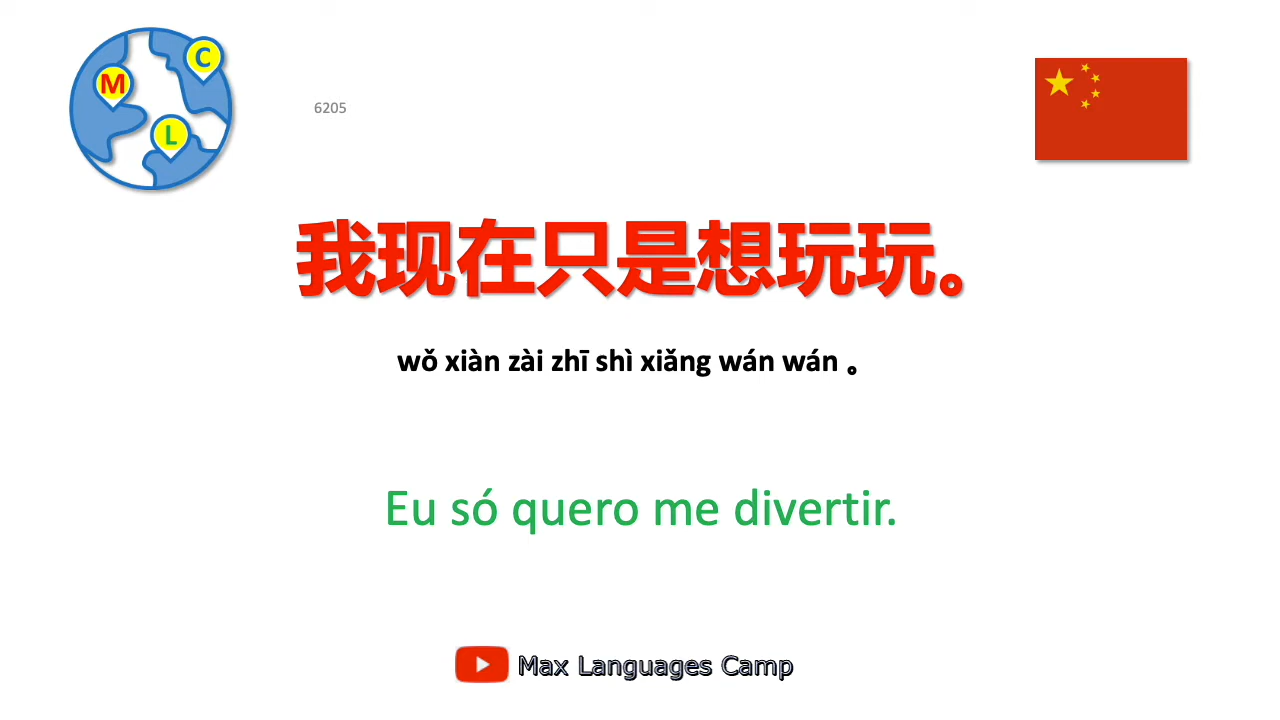 M
C
L
6205
我现在只是想玩玩。
wǒ xiàn zài zhī shì xiǎng wán wán 。
Eu só quero me divertir.
Max Languages Camp